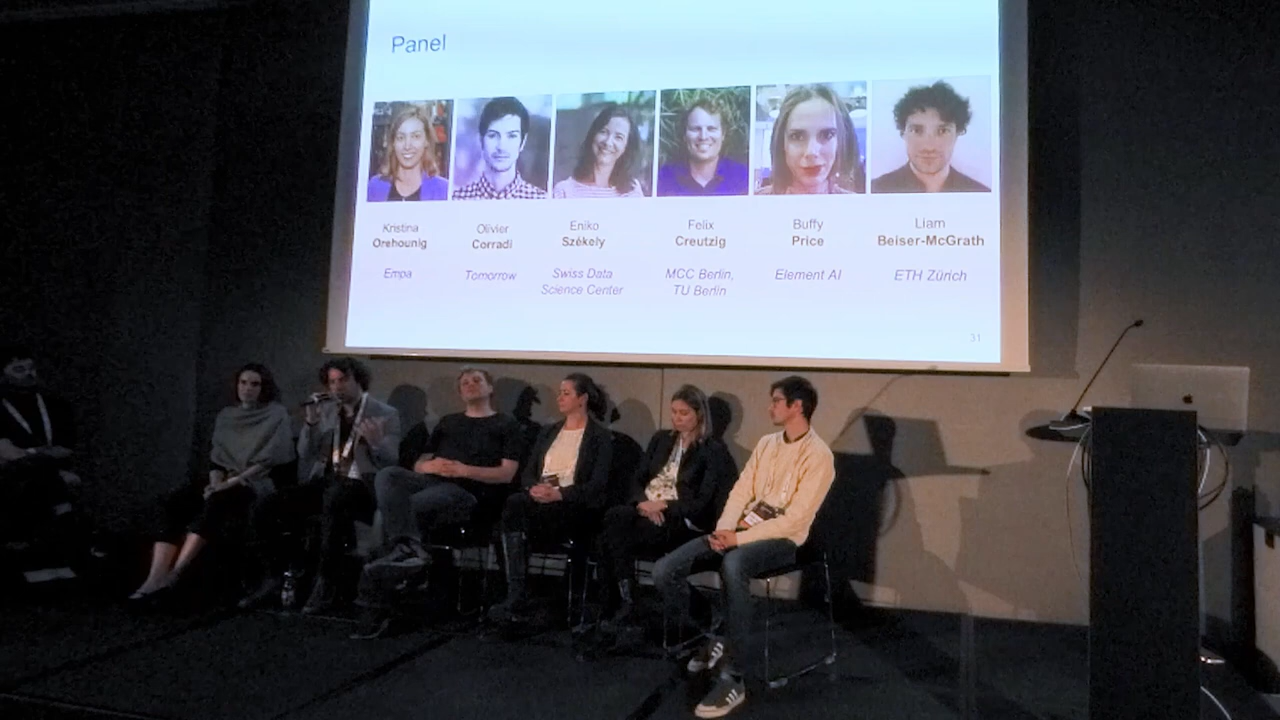 Panel
Kristina
Orehounig
Empa
Olivier
Corradi
Tomorrow
Eniko
Székely
Swiss Data
Science Center
Felix
Creutzig
MCC Berlin,
TU Berlin
Buffy
Price
Element AI
Liam
Beiser-McGrath
ETH Zürich
31